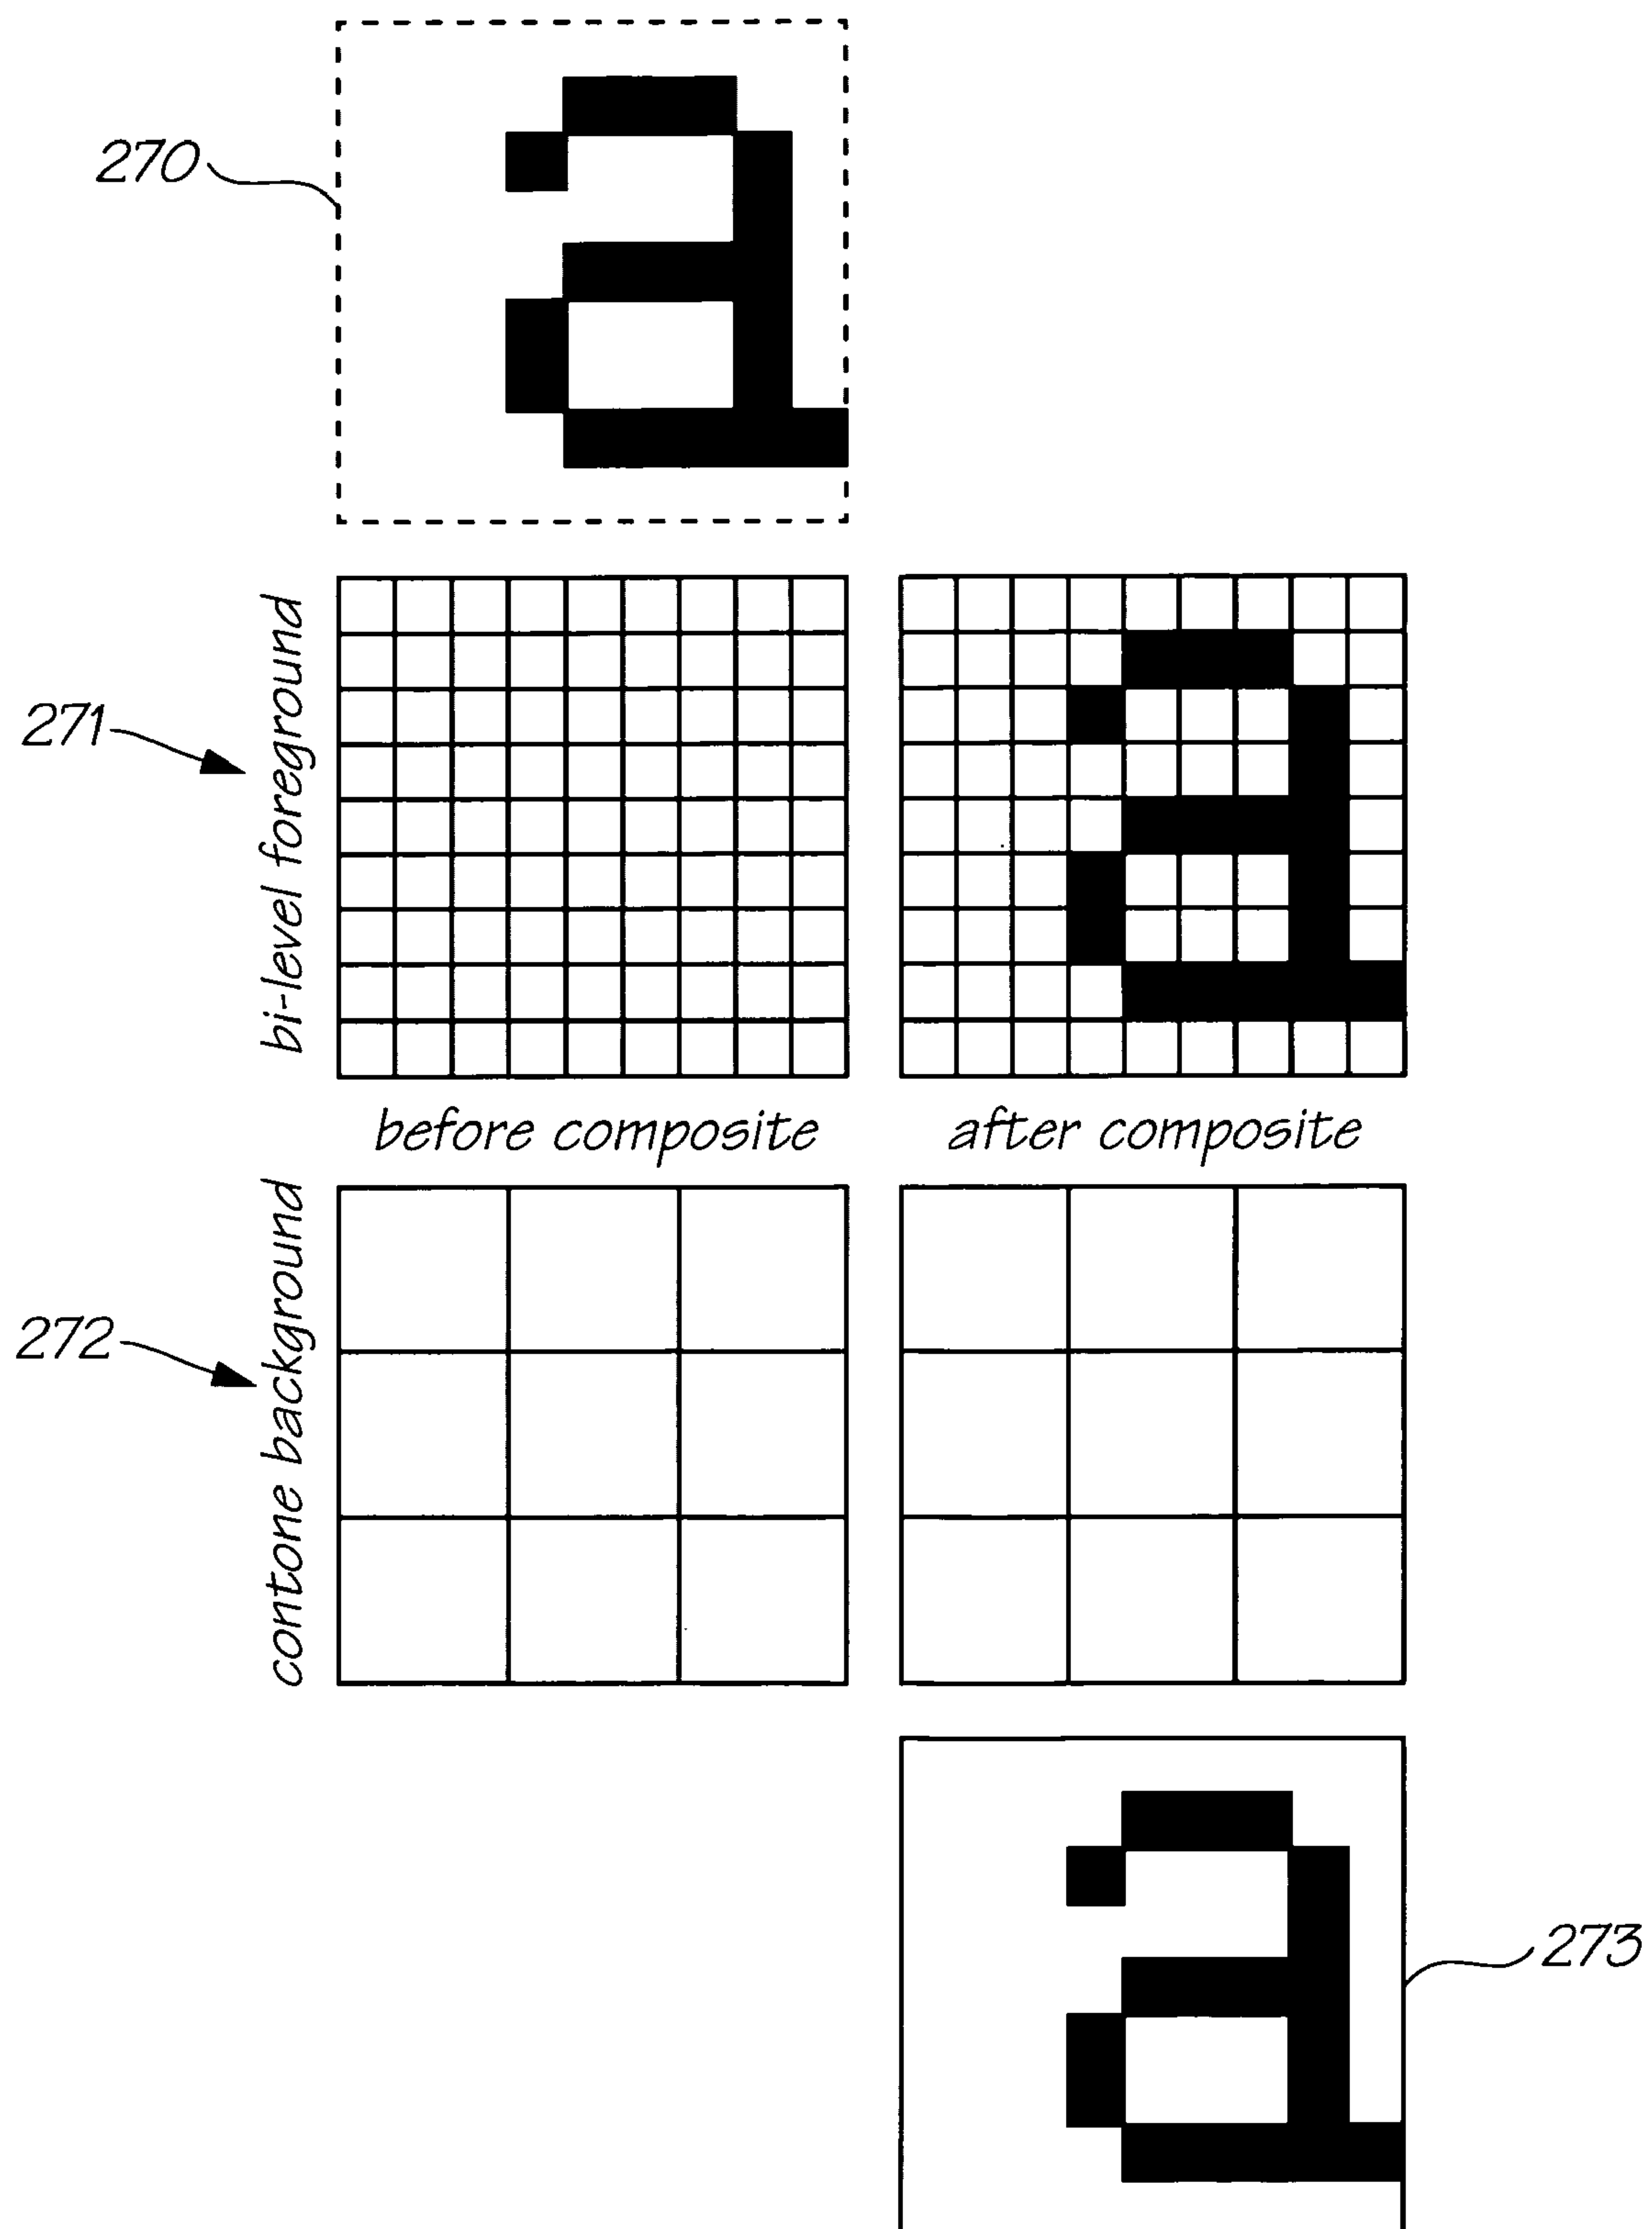 270
a
271
bi-level foreground
a
before composite
after composite
272
contone background
273
a